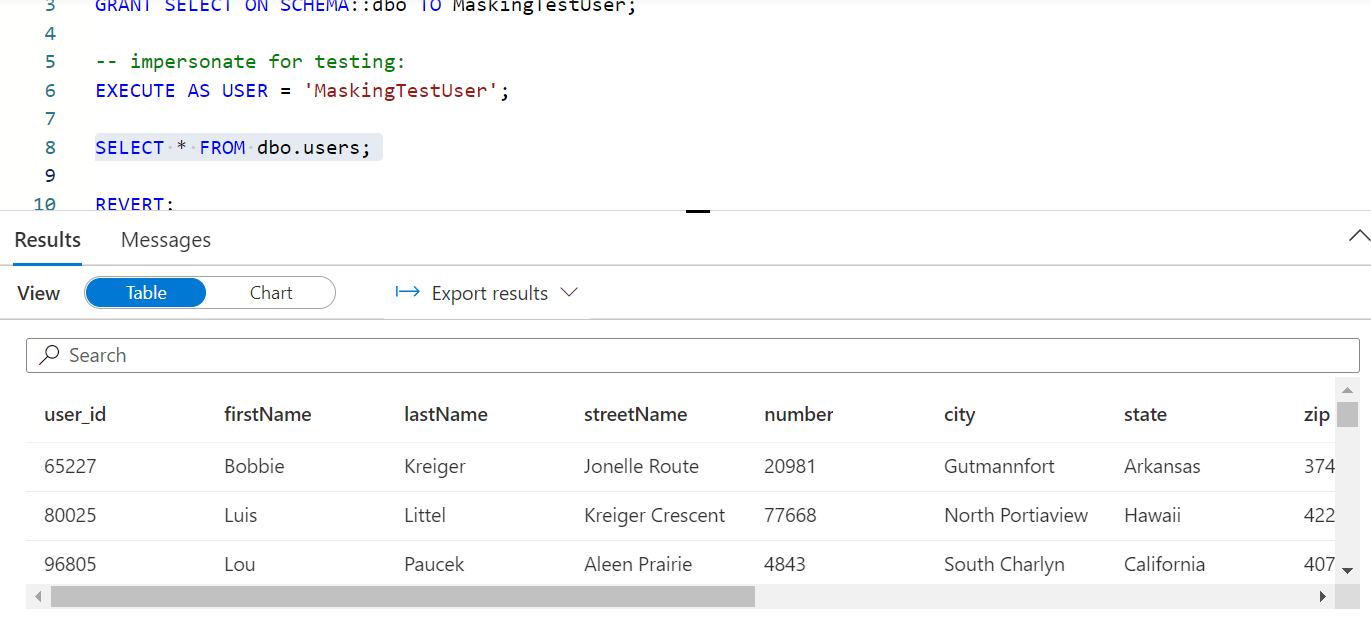 3 GRANT SELECT ON SCHEMA::dbo TO MaskingTestUser;
4
5 -- impersonate for testing:
6 EXECUTE AS USER = 'MaskingTestUser';
7
8 SELECT * FROM dbo.users;
9
10 REVERT;
Results Messages
View Table Chart Export results
Search
user_id firstName lastName streetName number city state zip
65227 Bobbie Kreiger Jonelle Route 20981 Gutmannfort Arkansas 374
80025 Luis Littel Kreiger Crescent 77668 North Portiaview Hawaii 422
96805 Lou Paucek Aleen Prairie 4843 South Charlyn California 407